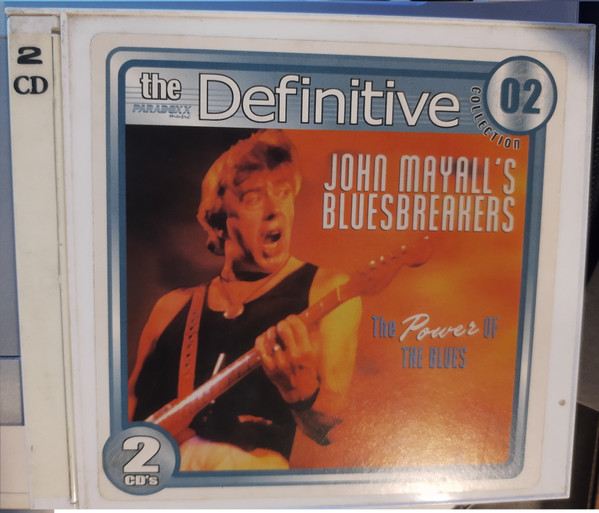 2
CD
the
PARADOXX
music
Definitive
COLLECTION
02
JOHN MAYALL'S
BLUESBREAKERS
The Power OF
THE BLUES
2
CD's